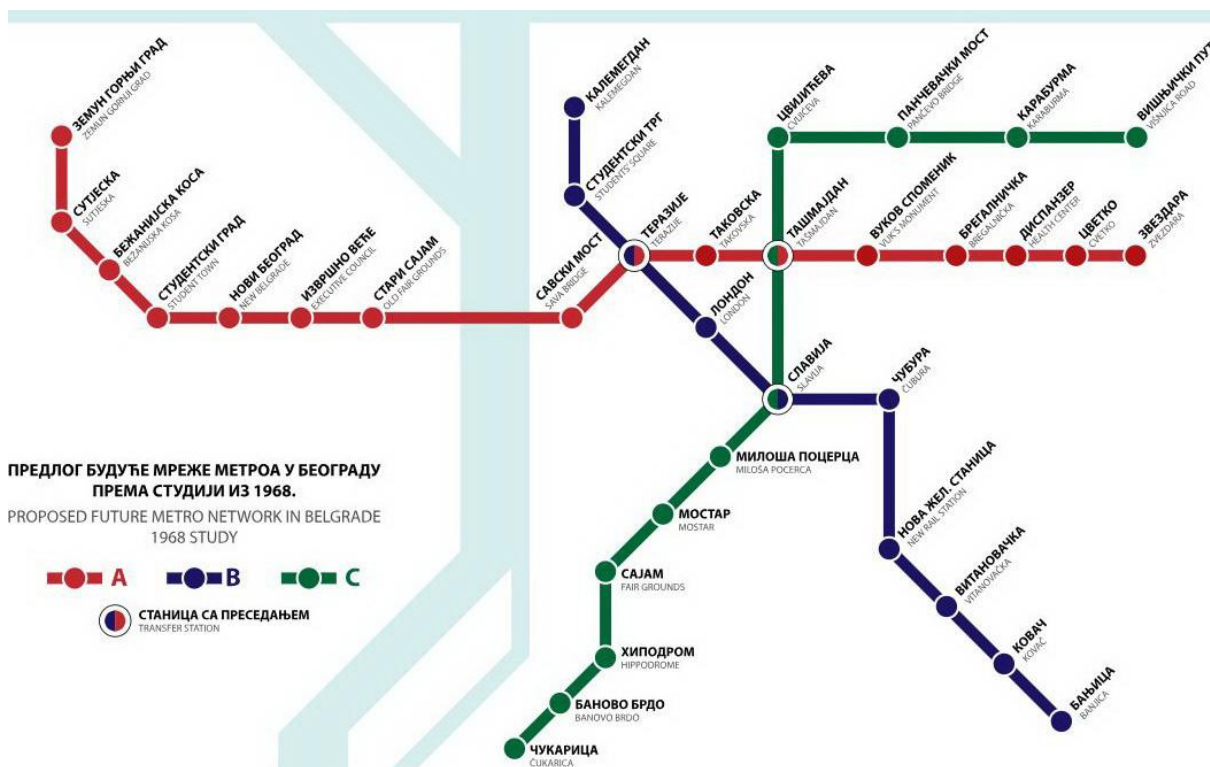 ЗЕМУН ГОРЊИ ГРАД
ZEMUN GORNJI GRAD
СУТЈЕСКА
SUTJESKA
БЕЖАНИЈСКА КОСА
BEŽANIJSKA KOSA
СТУДЕНТСКИ ГРАД
STUDENT TOWN
НОВИ БЕОГРАД
NEW BELGRADE
ИЗВРШНО ВЕЋЕ
EXECUTIVE COUNCIL
СТАРИ САЈАМ
OLD FAIR GROUNDS
САВСКИ МОСТ
SAVA BRIDGE
ТЕРАЗИЈЕ
TERAZIJE
ТАКОВСКА
TAKOVSKA
ТАШМАЈДАН
TAŠMAJDAN
ВУКОВ СПОМЕНИК
VUK'S MONUMENT
БРЕГАЛНИЧКА
BREGALNIČKA
ДИСПАНЗЕР
HEALTH CENTER
ЦВЕТКО
CVETKO
ЗВЕЗДАРА
ZVEZDARA
КАЛЕМЕГДАН
KALEMEGDAN
СТУДЕНТСКИ ТРГ
STUDENTS SQUARE
ЛОНДОН
LONDON
СЛАВИЈА
SLAVIJA
ЧУБУРА
ČUBURA
НОВА ЖЕЛ. СТАНИЦА
NEW RAIL STATION
ВИТАНОВАЧКА
VITANOVAČKA
КОВАЧ
KOVAČ
БАЊИЦА
BANJICA
ЦВИЈИЋЕВА
CVIJICEVA
ПАНЧЕВАЧКИ МОСТ
PANČEVO BRIDGE
КАРАБУРМА
KARABURMA
ВИШЊИЧКИ ПУТ
VIŠNJICA ROAD
МИЛОША ПОЦЕРЦА
MILOŠA POCERCA
МОСТАР
MOSTAR
САЈАМ
FAIR GROUNDS
ХИПОДРОМ
HIPPODROME
БАНОВО БРДО
BANOVO BRDO
ЧУКАРИЦА
ČUKARICA
ПРЕДЛОГ БУДУЋЕ МРЕЖЕ МЕТРОА У БЕОГРАДУ
ПРЕМА СТУДИЈИ ИЗ 1968.
PROPOSED FUTURE METRO NETWORK IN BELGRADE
1968 STUDY
A B C
СТАНИЦА СА ПРЕСЕДАЊЕМ
TRANSFER STATION